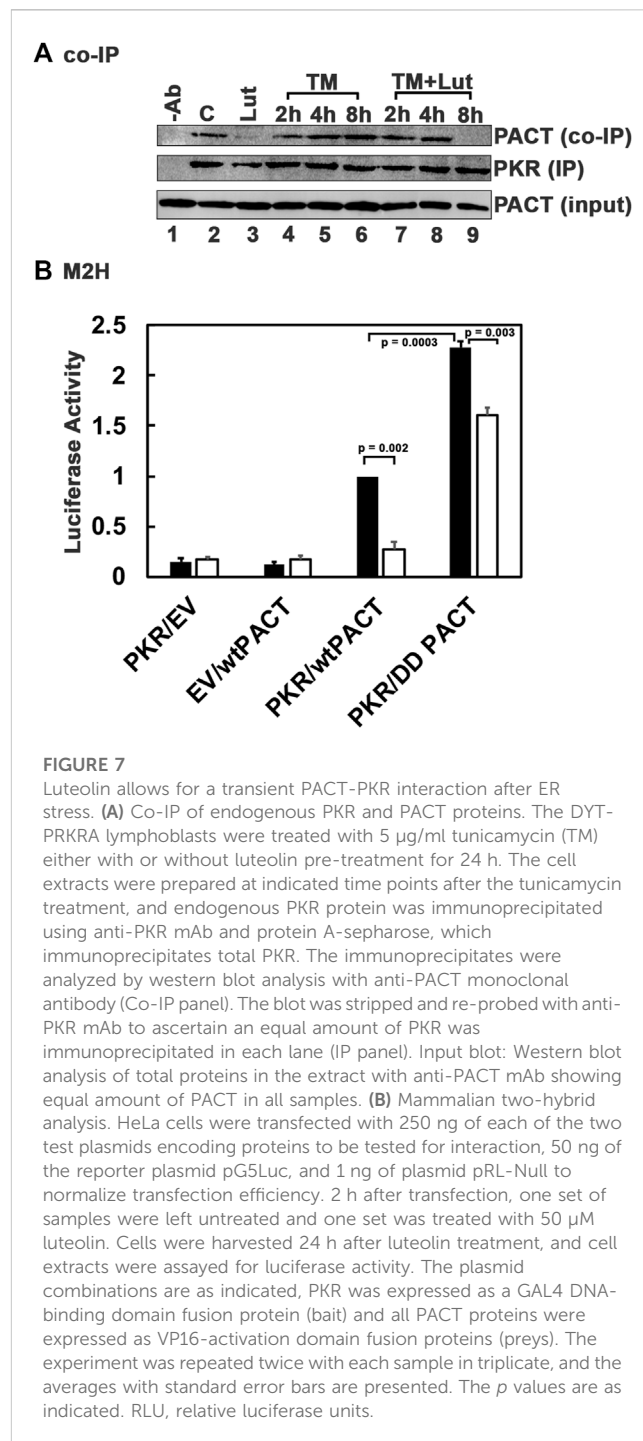 A co-IP
TM TM+Lut
-Ab C Lut 2h 4h 8h 2h 4h 8h
PACT (co-IP)
PKR (IP)
PACT (input)
1 2 3 4 5 6 7 8 9
B M2H
Luciferase Activity
2.5
2
1.5
1
0.5
0
p = 0.0003
p = 0.003
p = 0.002
PKR/EV
EV/wtPACT
PKR/wtPACT
PKR/DD PACT
FIGURE 7
Luteolin allows for a transient PACT-PKR interaction after ER
stress. (A) Co-IP of endogenous PKR and PACT proteins. The DYT-
PRKRA lymphoblasts were treated with 5 µg/ml tunicamycin (TM)
either with or without luteolin pre-treatment for 24 h. The cell
extracts were prepared at indicated time points after the tunicamycin
treatment, and endogenous PKR protein was immunoprecipitated
using anti-PKR mAb and protein A-sepharose, which
immunoprecipitates total PKR. The immunoprecipitates were
analyzed by western blot analysis with anti-PACT monoclonal
antibody (Co-IP panel). The blot was stripped and re-probed with anti-
PKR mAb to ascertain an equal amount of PKR was
immunoprecipitated in each lane (IP panel). Input blot: Western blot
analysis of total proteins in the extract with anti-PACT mAb showing
equal amount of PACT in all samples. (B) Mammalian two-hybrid
analysis. HeLa cells were transfected with 250 ng of each of the two
test plasmids encoding proteins to be tested for interaction, 50 ng of
the reporter plasmid pG5Luc, and 1 ng of plasmid pRL-Null to
normalize transfection efficiency. 2 h after transfection, one set of
samples were left untreated and one set was treated with 50 µM
luteolin. Cells were harvested 24 h after luteolin treatment, and cell
extracts were assayed for luciferase activity. The plasmid
combinations are as indicated, PKR was expressed as a GAL4 DNA-
binding domain fusion protein (bait) and all PACT proteins were
expressed as VP16-activation domain fusion proteins (preys). The
experiment was repeated twice with each sample in triplicate, and the
averages with standard error bars are presented. The p values are as
indicated. RLU, relative luciferase units.